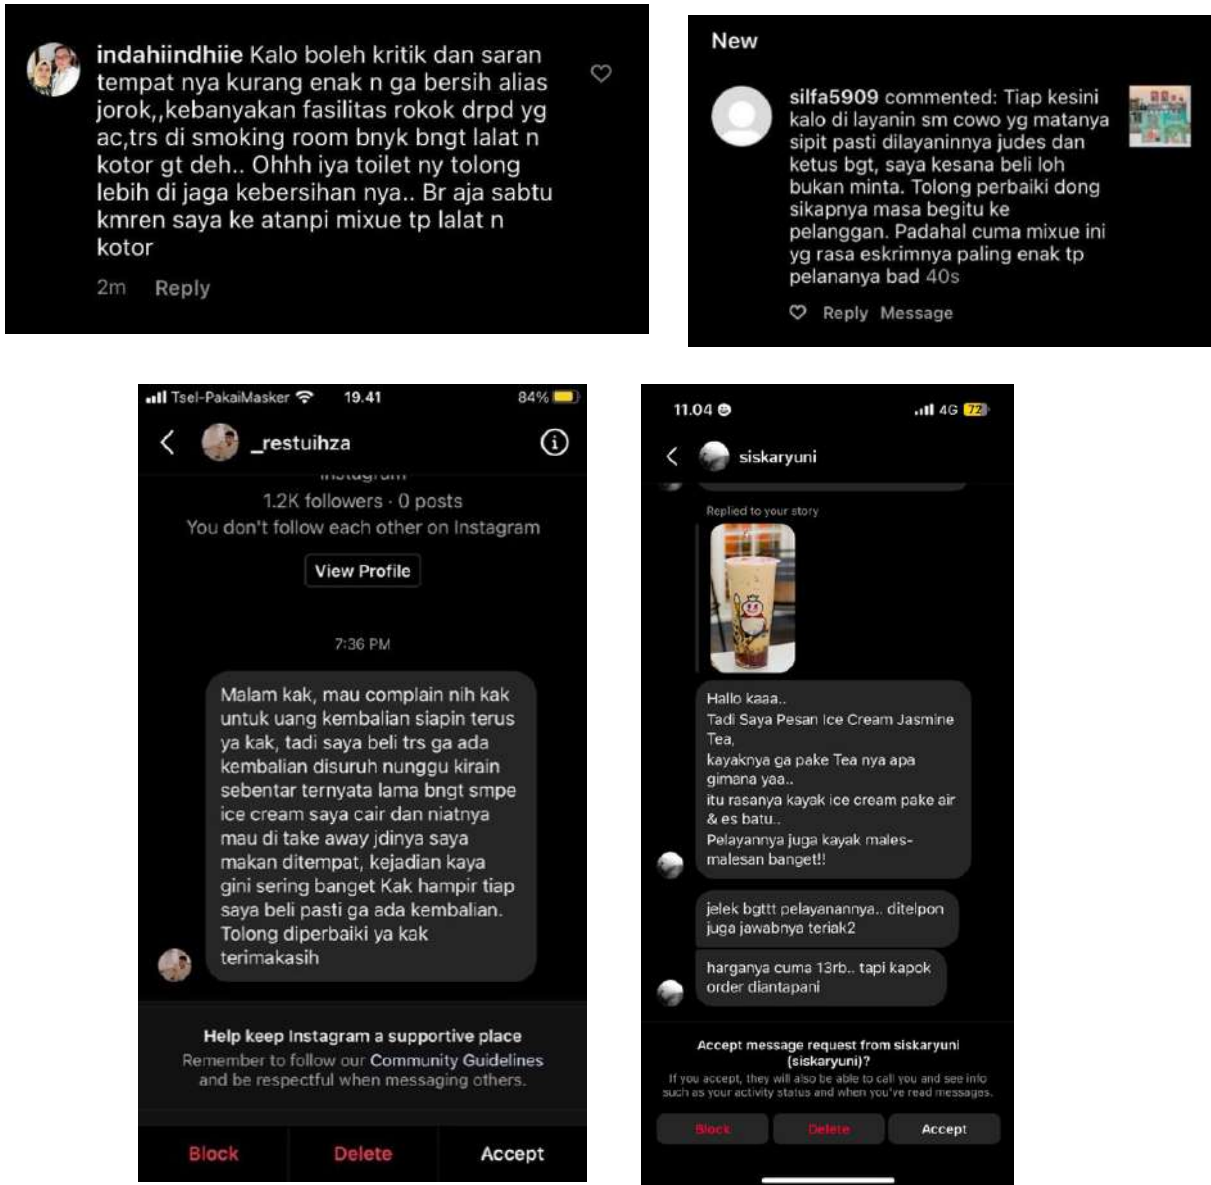 indahiindhiie Kalo boleh kritik dan saran
tempat nya kurang enak n ga bersih alias
jorok,,kebanyakan fasilitas rokok drpd yg
ac,trs di smoking room bnyk bngt lalat n
kotor gt deh.. Ohhh iya toilet ny tolong
lebih di jaga kebersihan nya.. Br aja sabtu
kmren saya ke atanpi mixue tp lalat n
kotor
2m Reply
New
silfa5909 commented: Tiap kesini
kalo di layanin sm cowo yg matanya
sipit pasti dilayaninnya judes dan
ketus bgt, saya kesana beli loh
bukan minta. Tolong perbaiki dong
sikapnya masa begitu ke
pelanggan. Padahal cuma mixue ini
yg rasa eskrimnya paling enak tp
pelananya bad 40s
Reply Message
Tsel-PakaiMasker 19.41 84%
_restuihza
Instagram
1.2K followers · 0 posts
You don't follow each other on Instagram
View Profile
7:36 PM
Malam kak, mau complain nih kak
untuk uang kembalian siapin terus
ya kak, tadi saya beli trs ga ada
kembalian disuruh nunggu kirain
sebentar ternyata lama bngt smpe
ice cream saya cair dan niatnya
mau di take away jdinya saya
makan ditempat, kejadian kaya
gini sering banget Kak hampir tiap
saya beli pasti ga ada kembalian.
Tolong diperbaiki ya kak
terimakasih
Help keep Instagram a supportive place
Remember to follow our Community Guidelines
and be respectful when messaging others.
Block Delete Accept
11.04 4G 72
siskaryuni
Replied to your story
Hallo kaaa..
Tadi Saya Pesan Ice Cream Jasmine
Tea,
kayaknya ga pake Tea nya apa
gimana yaa..
itu rasanya kayak ice cream pake air
& es batu..
Pelayannya juga kayak males-
malesan banget!!
jelek bgttt pelayanannya.. ditelpon
juga jawabnya teriak2
harganya cuma 13rb.. tapi kapok
order diantapani
Accept message request from siskaryuni
(siskaryuni)?
If you accept, they will also be able to call you and see info
such as your activity status and when you've read messages.
Block Delete Accept